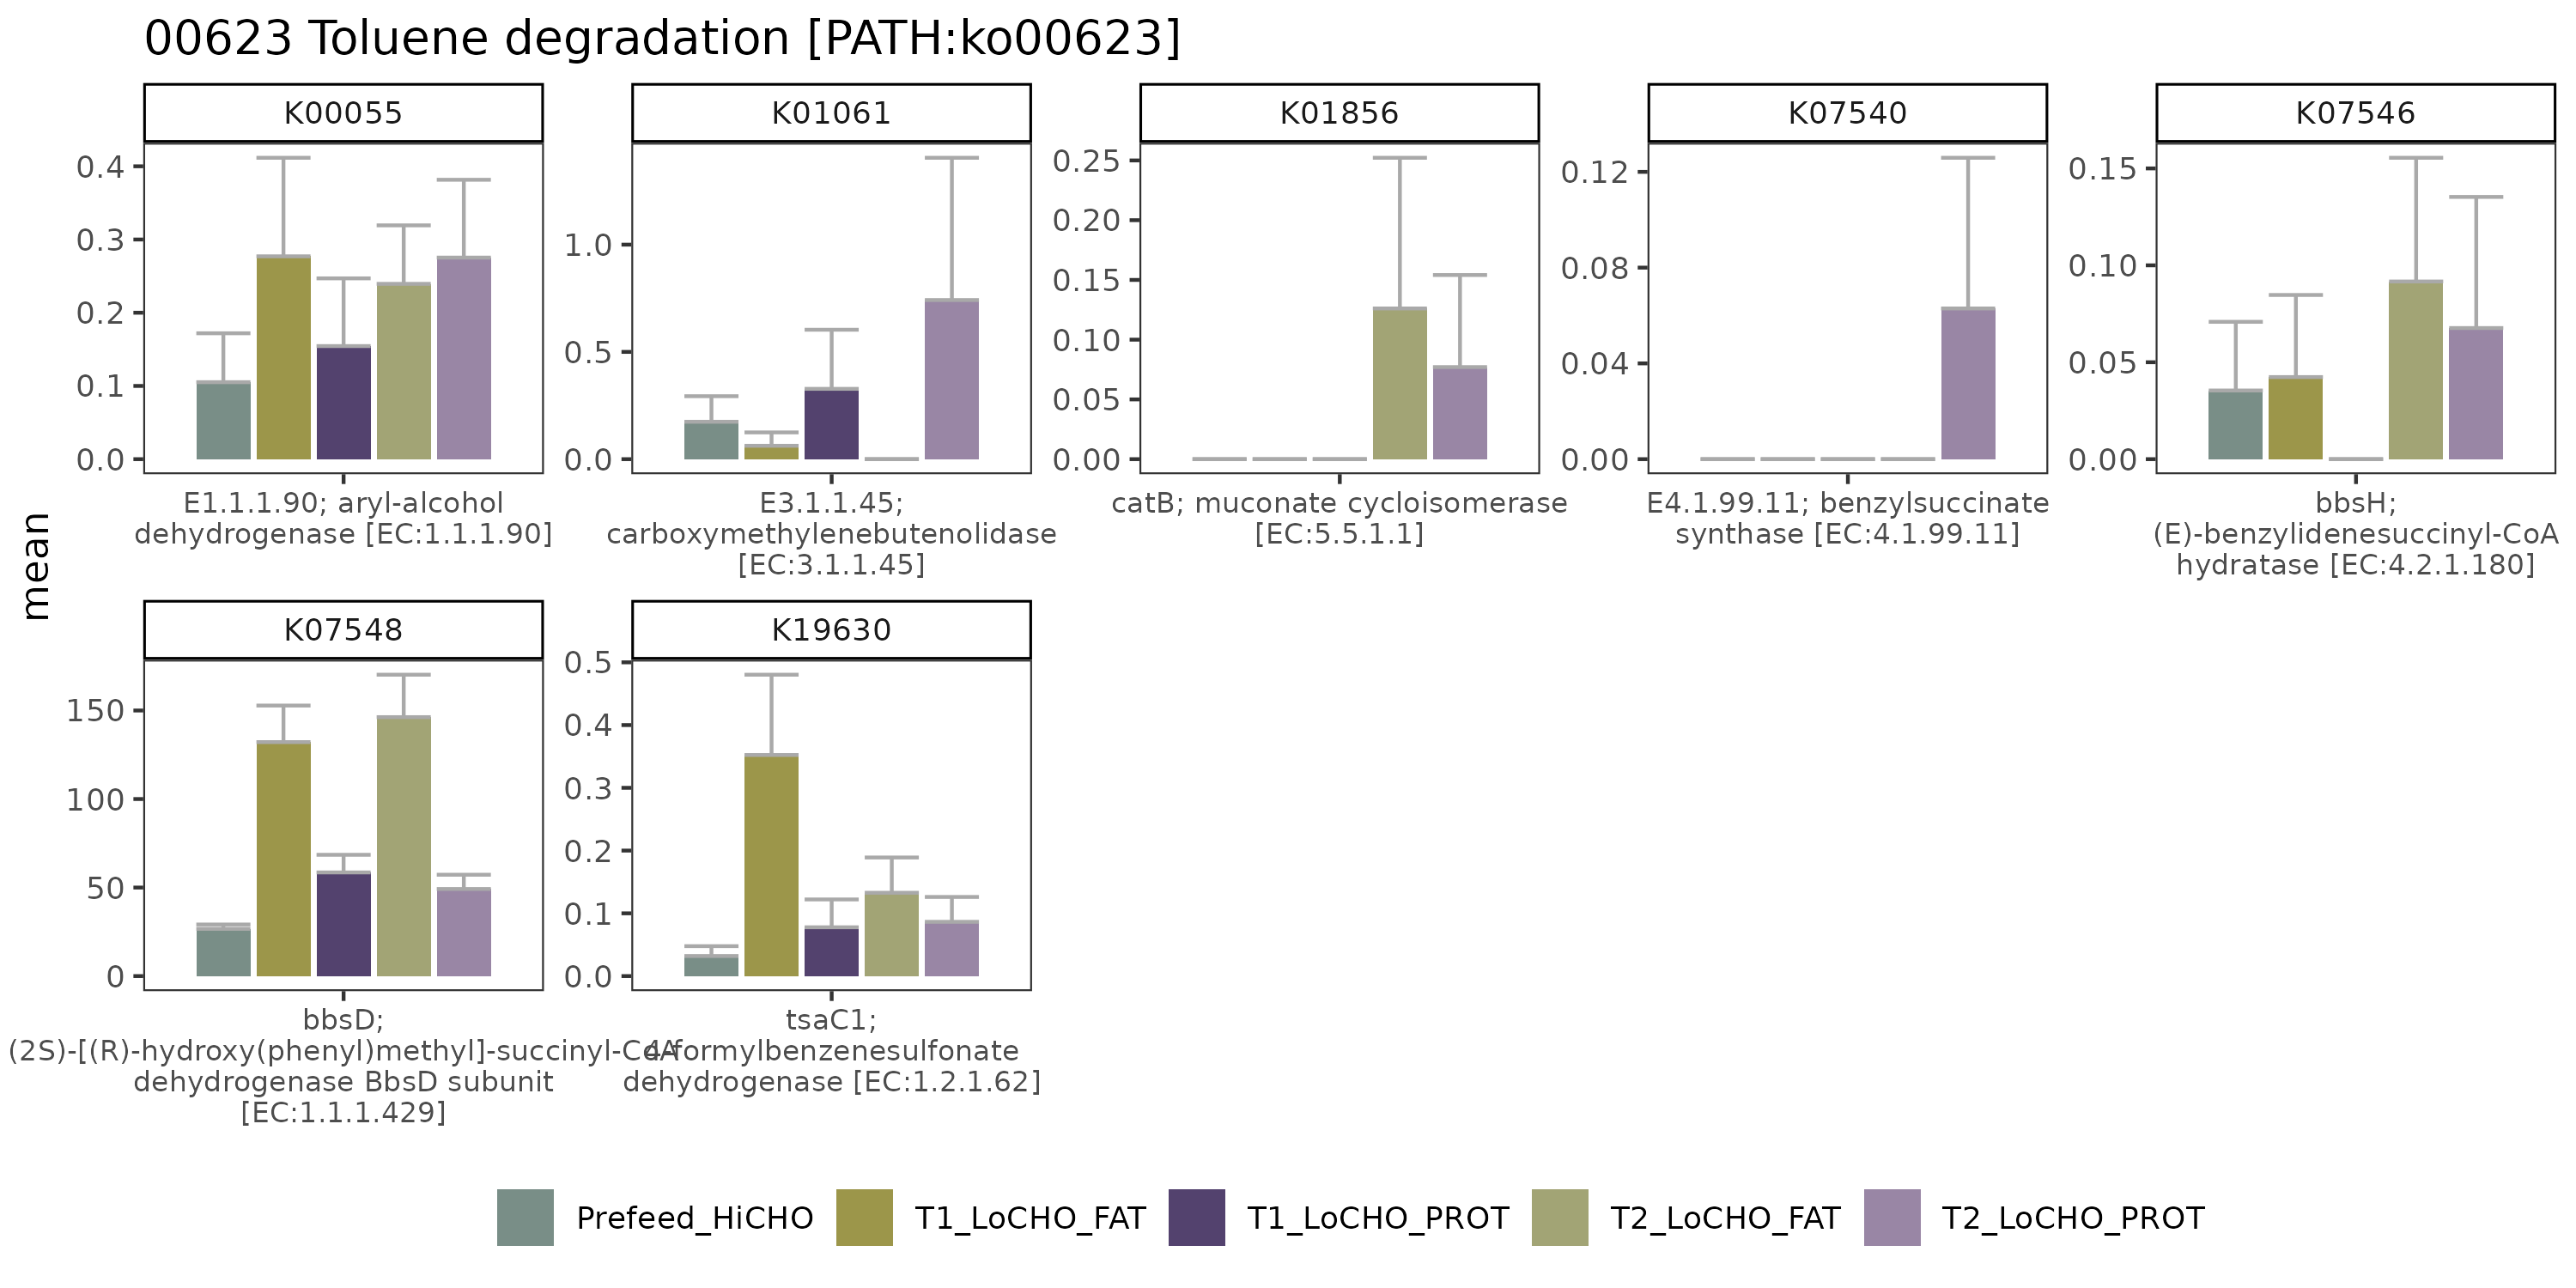 00623 Toluene degradation [PATH:ko00623]
mean
K00055
0.4
0.3
0.2
0.1
0.0
E1.1.1.90; aryl-alcohol
dehydrogenase [EC:1.1.1.90]
K01061
1.0
0.5
0.0
E3.1.1.45;
carboxymethylenebutenolidase
[EC:3.1.1.45]
K01856
0.25
0.20
0.15
0.10
0.05
0.00
catB; muconate cycloisomerase
[EC:5.5.1.1]
K07540
0.12
0.08
0.04
0.00
E4.1.99.11; benzylsuccinate
synthase [EC:4.1.99.11]
K07546
0.15
0.10
0.05
0.00
bbsH;
(E)-benzylidenesuccinyl-CoA
hydratase [EC:4.2.1.180]
K07548
150
100
50
0
bbsD;
(2S)-[(R)-hydroxy(phenyl)methyl]-succinyl-CoA
dehydrogenase BbsD subunit
[EC:1.1.1.429]
K19630
0.5
0.4
0.3
0.2
0.1
0.0
tsaC1;
4-formylbenzenesulfonate
dehydrogenase [EC:1.2.1.62]
Prefeed_HiCHO
T1_LoCHO_FAT
T1_LoCHO_PROT
T2_LoCHO_FAT
T2_LoCHO_PROT